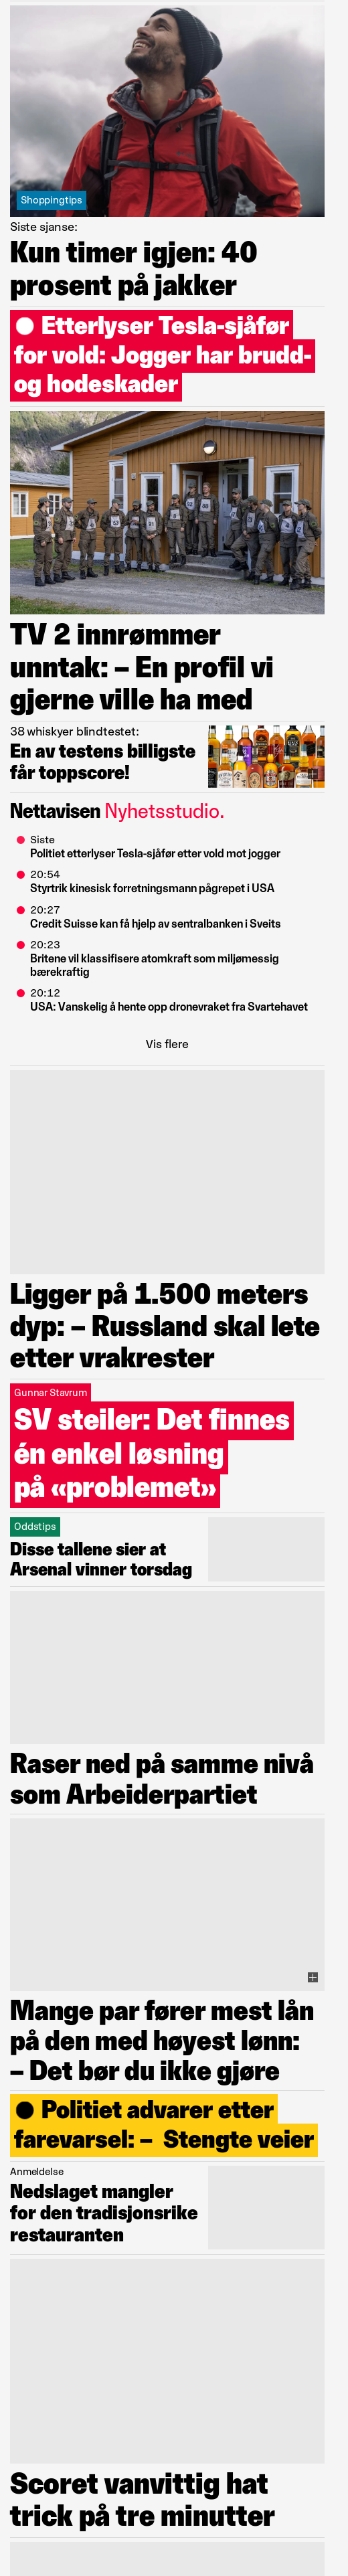 Shoppingtips
Siste sjanse:
Kun timer igjen: 40
prosent på jakker
Etterlyser Tesla-sjåfør
for vold: Jogger har brudd-
og hodeskader
TV 2 innrømmer
unntak: – En profil vi
gjerne ville ha med
38 whiskyer blindtestet:
En av testens billigste
får toppscore!
Nettavisen Nyhetsstudio.
Siste
Politiet etterlyser Tesla-sjåfør etter vold mot jogger
20:54
Styrtrik kinesisk forretningsmann pågrepet i USA
20:27
Credit Suisse kan få hjelp av sentralbanken i Sveits
20:23
Britene vil klassifisere atomkraft som miljømessig
bærekraftig
20:12
USA: Vanskelig å hente opp dronevraket fra Svartehavet
Vis flere
Ligger på 1.500 meters
dyp: – Russland skal lete
etter vrakrester
Gunnar Stavrum
SV steiler: Det finnes
én enkel løsning
på «problemet»
Oddstips
Disse tallene sier at
Arsenal vinner torsdag
Raser ned på samme nivå
som Arbeiderpartiet
Mange par fører mest lån
på den med høyest lønn:
– Det bør du ikke gjøre
Politiet advarer etter
farevarsel: – Stengte veier
Anmeldelse
Nedslaget mangler
for den tradisjonsrike
restauranten
Scoret vanvittig hat
trick på tre minutter